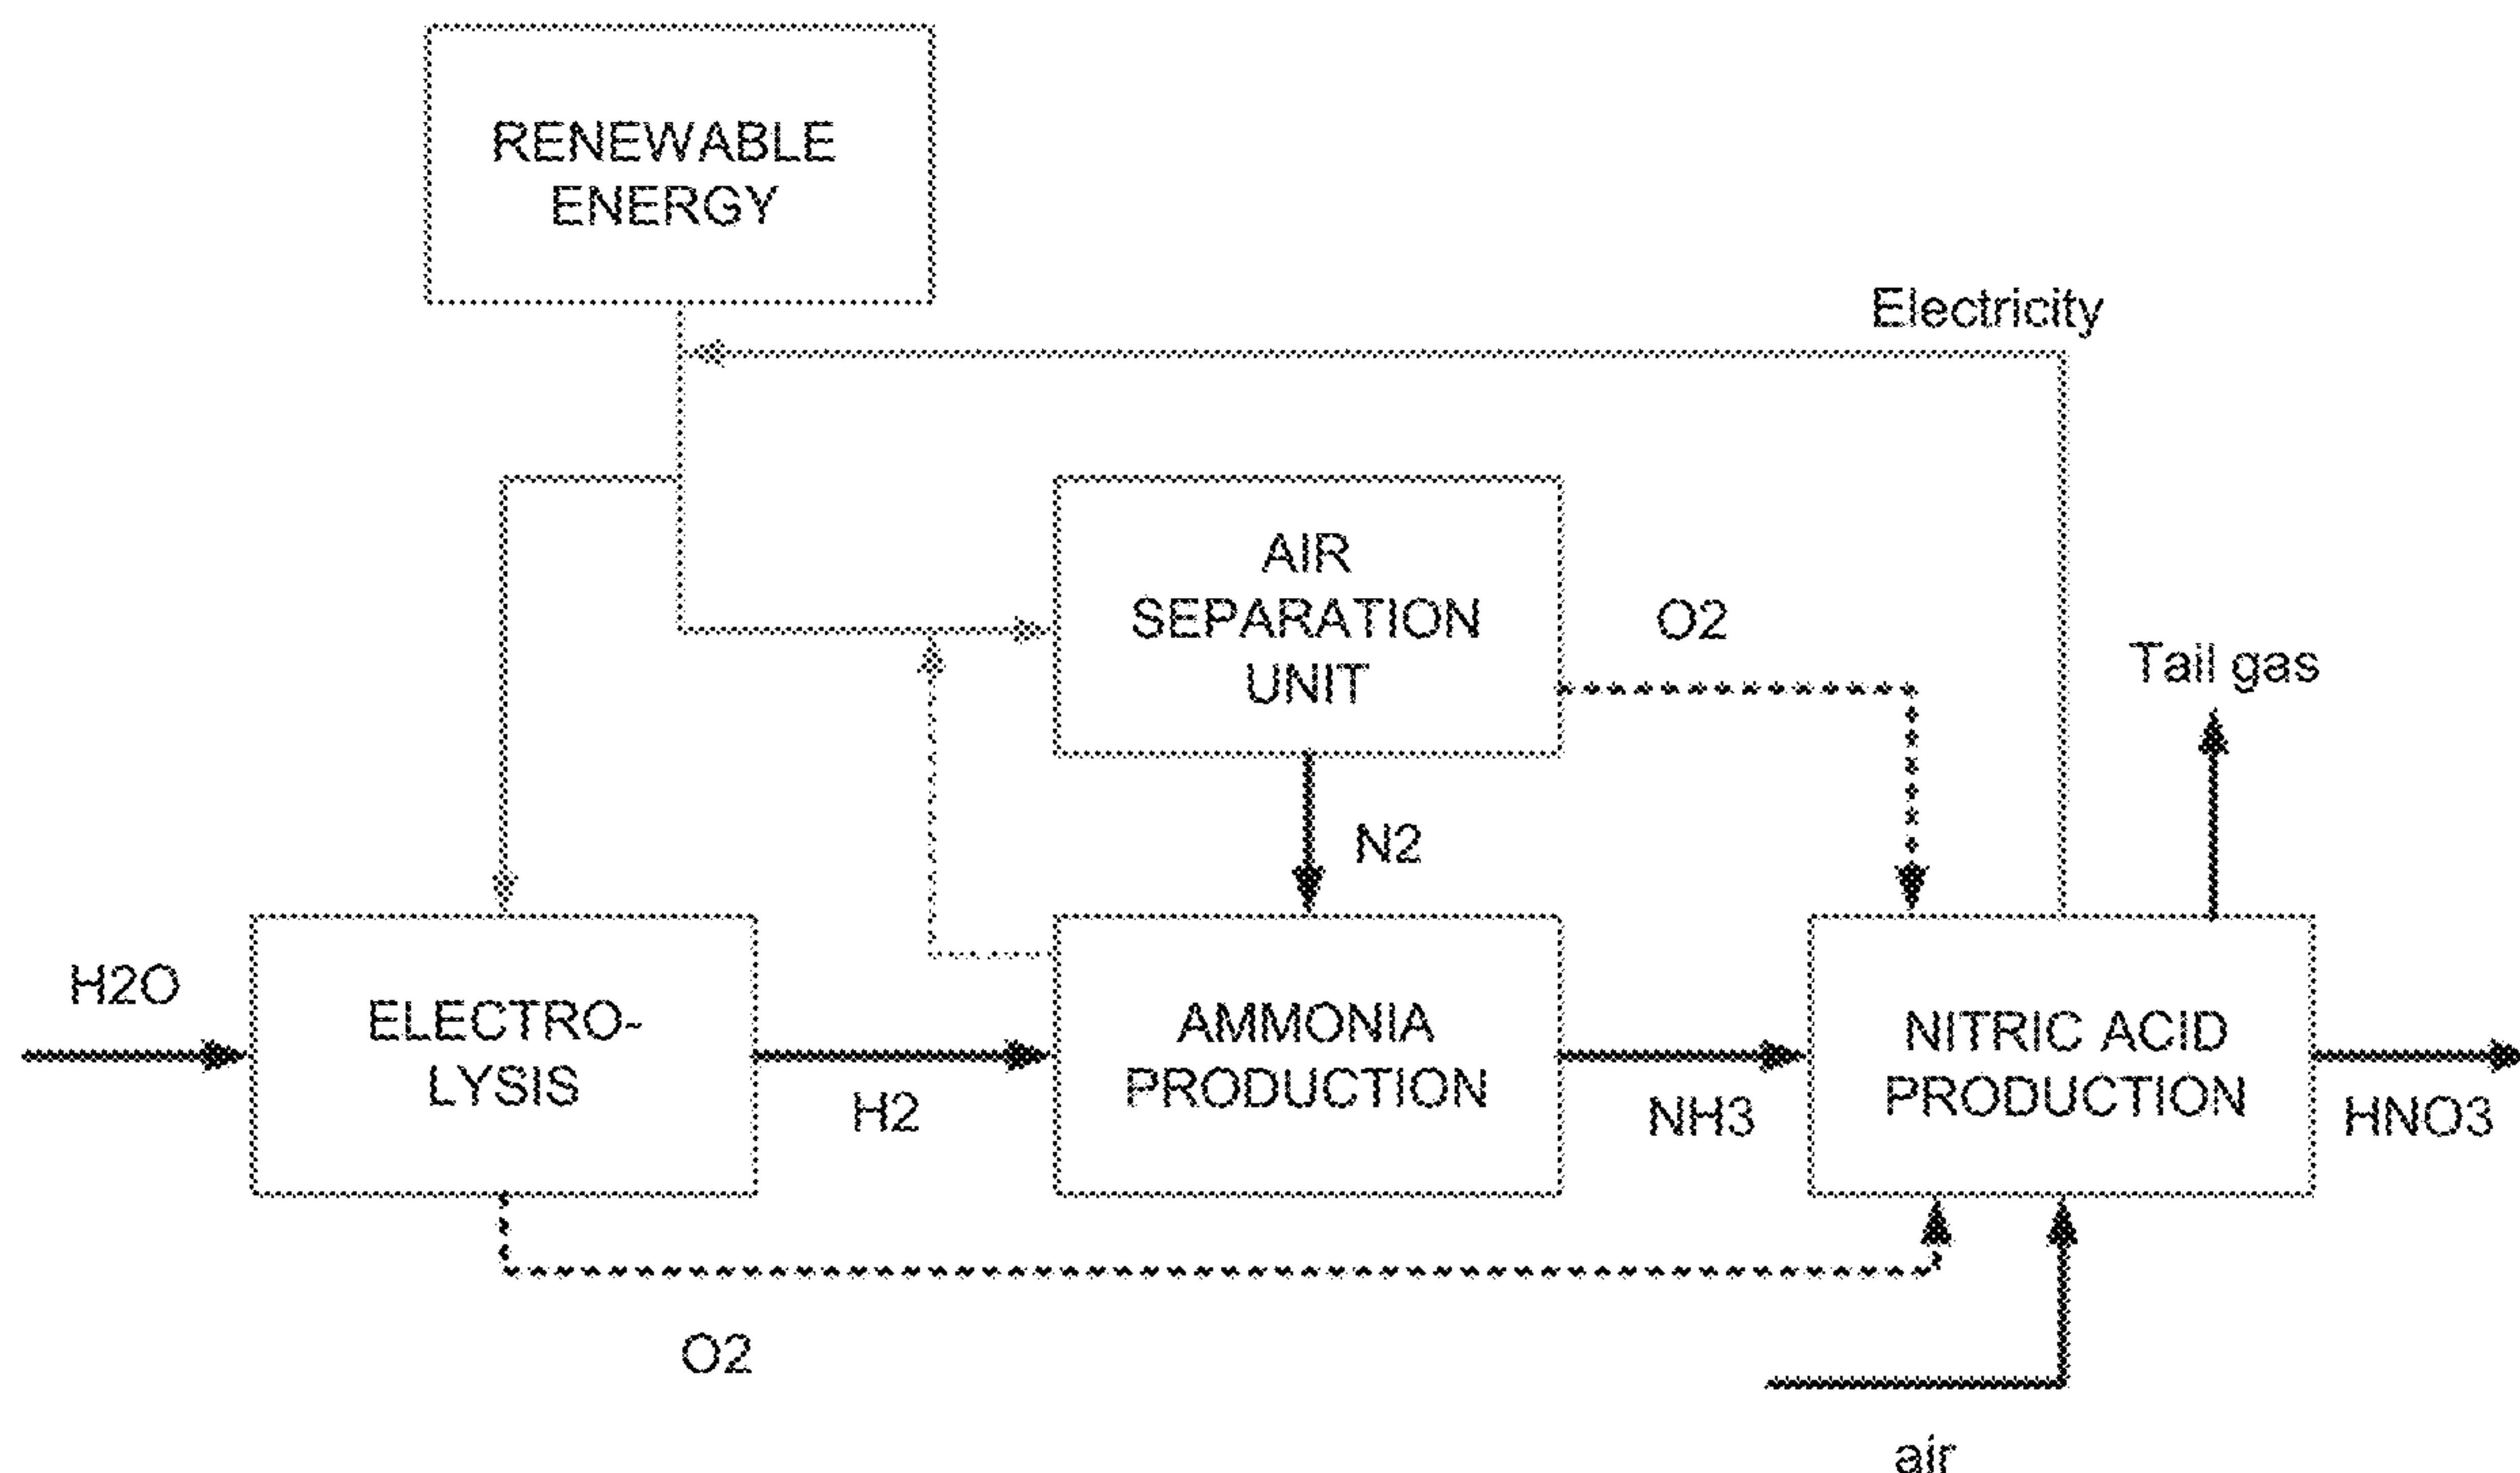 RENEWABLE
ENERGY
Electricity
AIR
SEPARATION
UNIT
O2
Tail gas
N2
H2O
ELECTRO-
LYSIS
H2
AMMONIA
PRODUCTION
NH3
NITRIC ACID
PRODUCTION
HNO3
O2
air